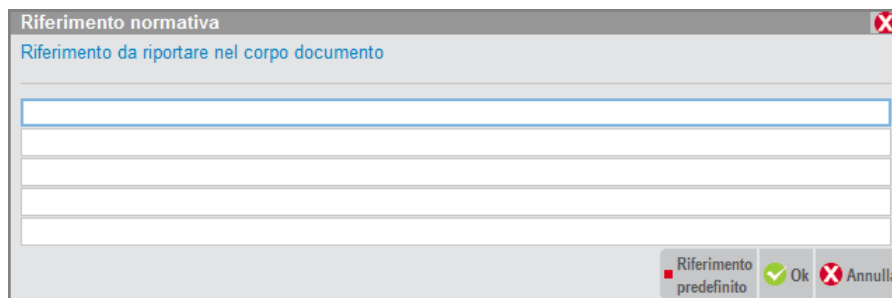 Riferimento normativa
Riferimento da riportare nel corpo documento
Riferimento
predefinito
Ok
Annulla